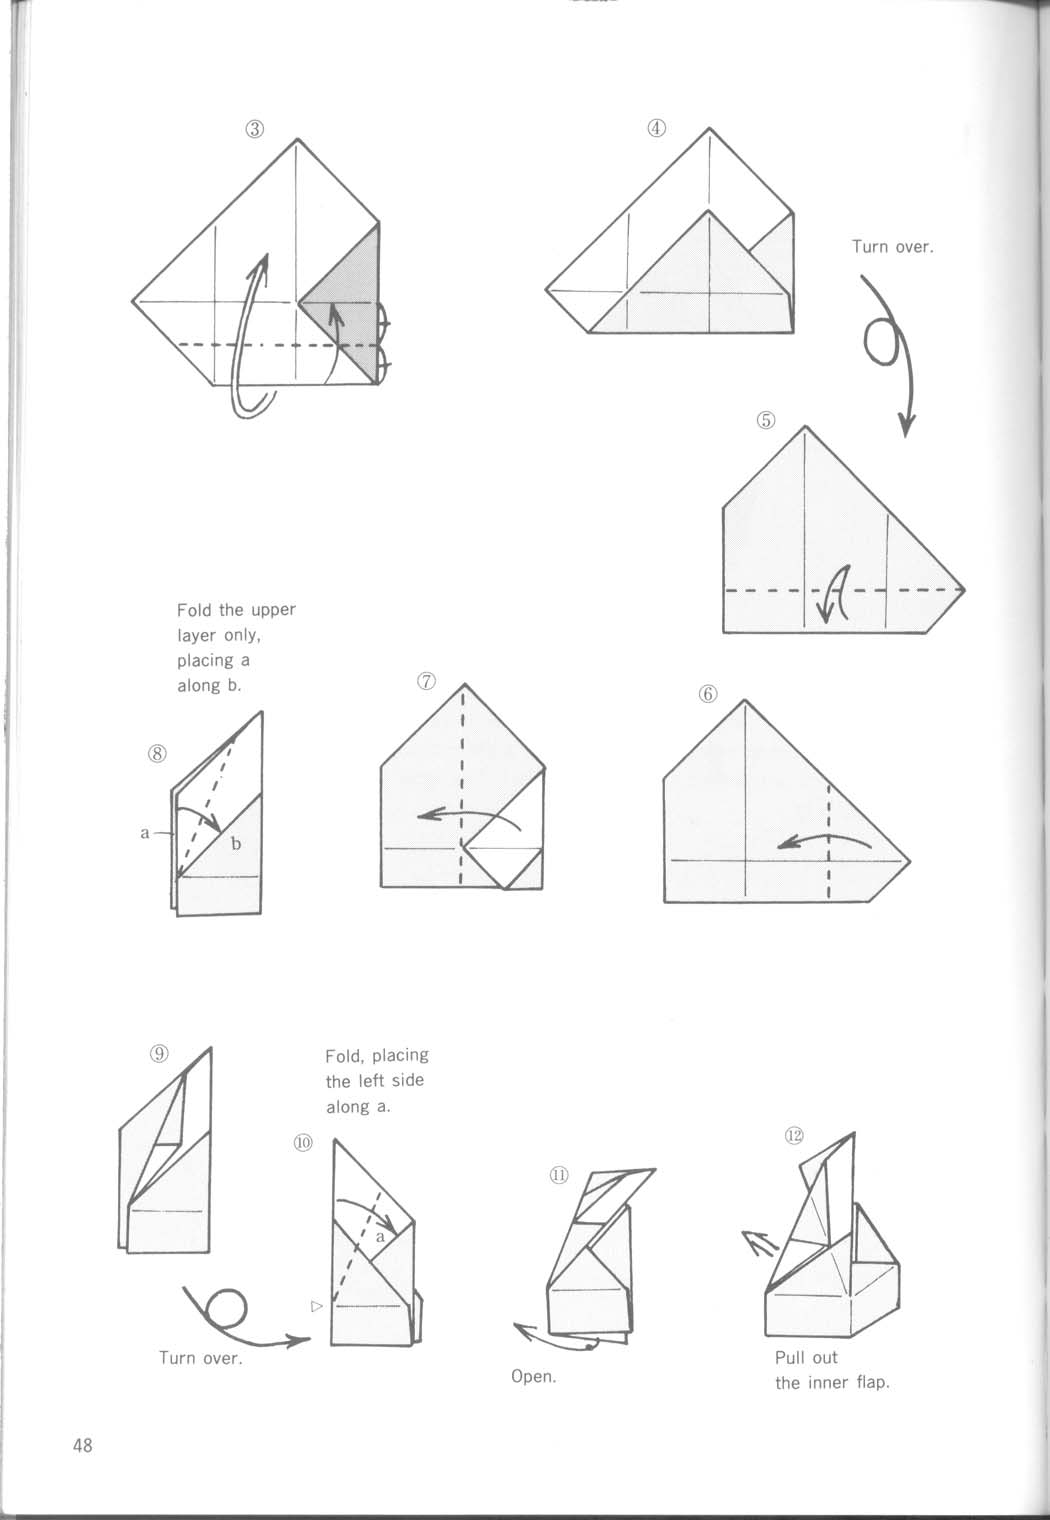 ③
④
Turn over.
⑤
Fold the upper
layer only,
placing a
along b.
⑧
a
b
⑦
⑥
⑨
Turn over.
Fold, placing
the left side
along a.
⑩
a
⑪
Open.
⑫
Pull out
the inner flap.
48